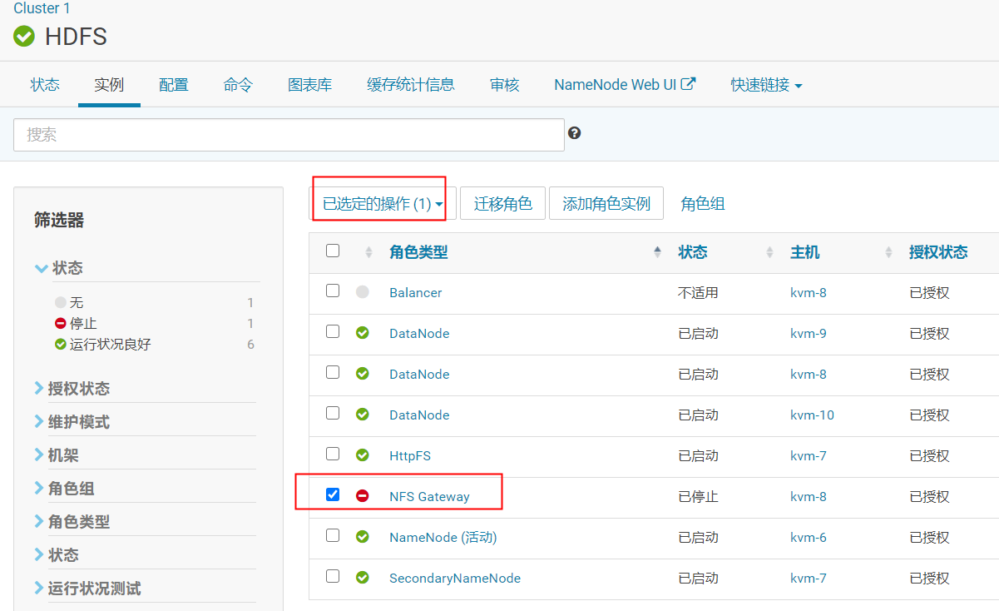 Cluster 1
HDFS
状态 实例 配置 命令 图表库 缓存统计信息 审核 NameNode Web UI 快速链接
搜索
已选定的操作 (1) 迁移角色 添加角色实例 角色组
筛选器
状态
无 1
停止 1
运行状况良好 6
授权状态
维护模式
机架
角色组
角色类型
状态
运行状况测试
角色类型 状态 主机 授权状态
Balancer 不适用 kvm-8 已授权
DataNode 已启动 kvm-9 已授权
DataNode 已启动 kvm-8 已授权
DataNode 已启动 kvm-10 已授权
HttpFS 已启动 kvm-7 已授权
NFS Gateway 已停止 kvm-8 已授权
NameNode (活动) 已启动 kvm-6 已授权
SecondaryNameNode 已启动 kvm-7 已授权